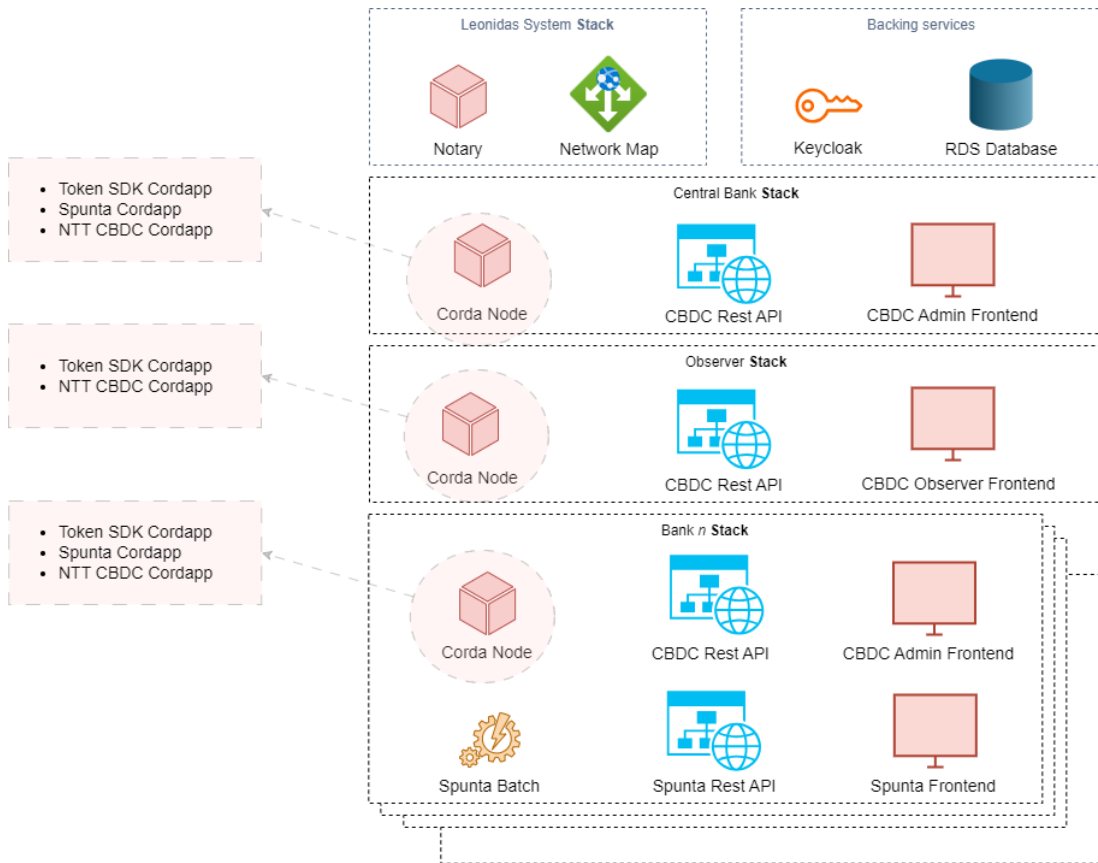 Leonidas System Stack
Backing services
Notary
Network Map
Keycloak
RDS Database
• Token SDK Cordapp
• Spunta Cordapp
• NTT CBDC Cordapp
Central Bank Stack
Corda Node
CBDC Rest API
CBDC Admin Frontend
• Token SDK Cordapp
• NTT CBDC Cordapp
Observer Stack
Corda Node
CBDC Rest API
CBDC Observer Frontend
• Token SDK Cordapp
• Spunta Cordapp
• NTT CBDC Cordapp
Bank n Stack
Corda Node
CBDC Rest API
CBDC Admin Frontend
Spunta Batch
Spunta Rest API
Spunta Frontend